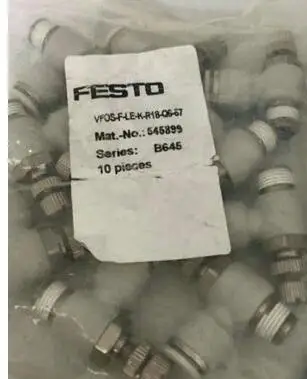 FESTO
VFOS-F-LE-K-R18-Q6-67
Mat.-No.: 545899
Series: B645
10 pieces